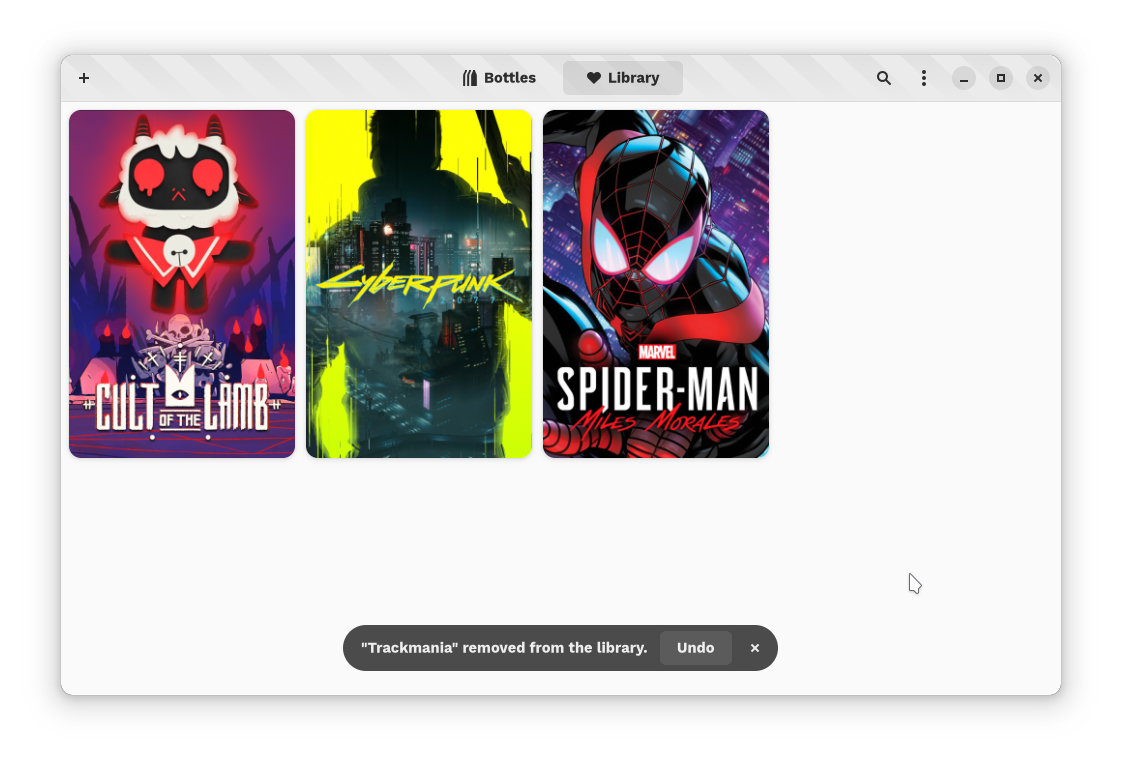 Bottles
Library
Cyberpunk
CULT OF THE LAMB
MARVEL
SPIDER-MAN
MILES MORALES
"Trackmania" removed from the library.
Undo